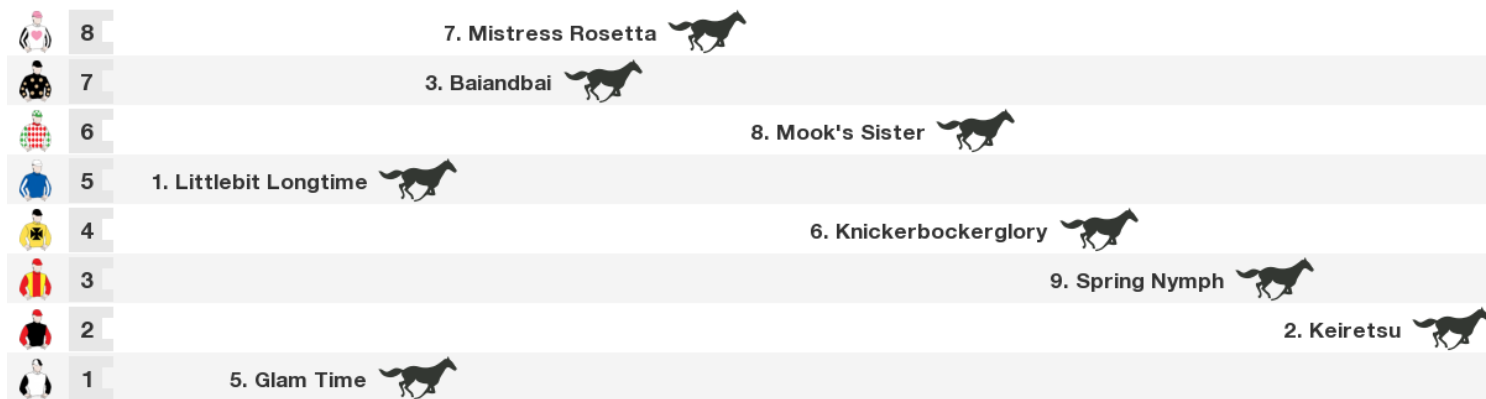 8 7. Mistress Rosetta
7 3. Baiandbai
6 8. Mook's Sister
5 1. Littlebit Longtime
4 6. Knickerbockerglory
3 9. Spring Nymph
2 2. Keiretsu
1 5. Glam Time